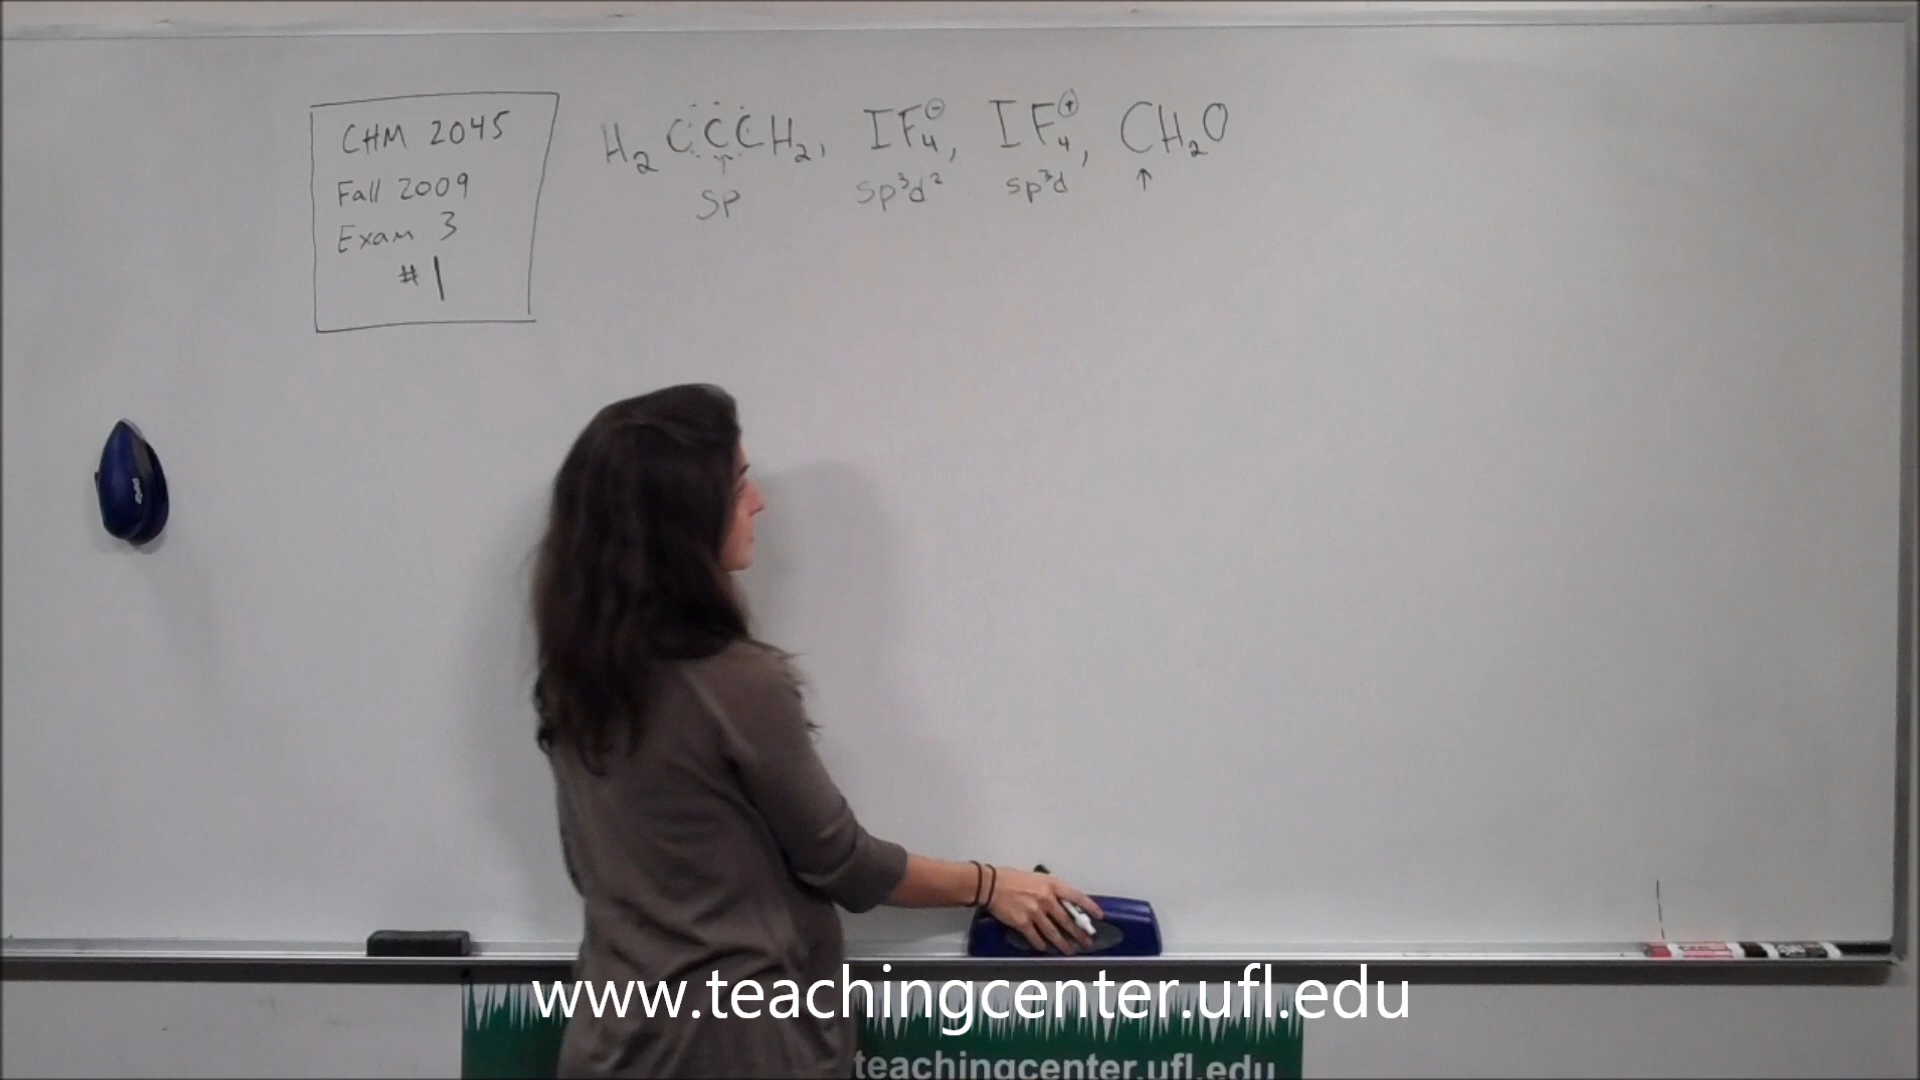 CHM 2045
Fall 2009
Exam 3
#1
H₂CCCH₂, IF₄⊖, IF₄⊕, CH₂O
↑ ↑
sp sp³d² sp³d
www.teachingcenter.ufl.edu
teachingcenter.ufl.edu